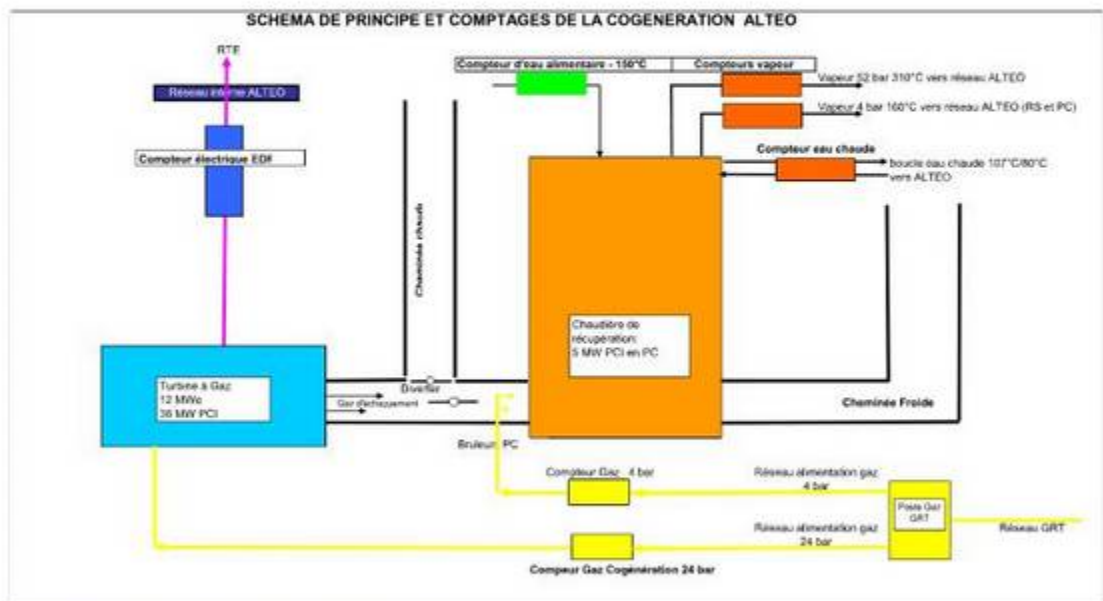 SCHEMA DE PRINCIPE ET COMPTAGES DE LA COGENERATION ALTEO
RTE
Réseau interne ALTEO
Compteur électrique EDF
Compteur d'eau alimentaire - 150°C
Compteurs vapeur
Vapeur 52 bar 310°C vers réseau ALTEO
Vapeur 4 bar 160°C vers réseau ALTEO (RS et PC)
Compteur eau chaude
boucle eau chaude 107°C/80°C
vers ALTEO
Cheminée chaude
Chaudière de
récupération:
5 MW PCI en PC
Turbine à Gaz
12 MWe
36 MW PCI
Diverter
Gaz d'échappement
Cheminée Froide
Bruleurs PC
Compteur Gaz 4 bar
Réseau alimentation gaz
4 bar
Poste Gaz
GRT
Réseau GRT
Réseau alimentation gaz
24 bar
Compeur Gaz Cogénération 24 bar